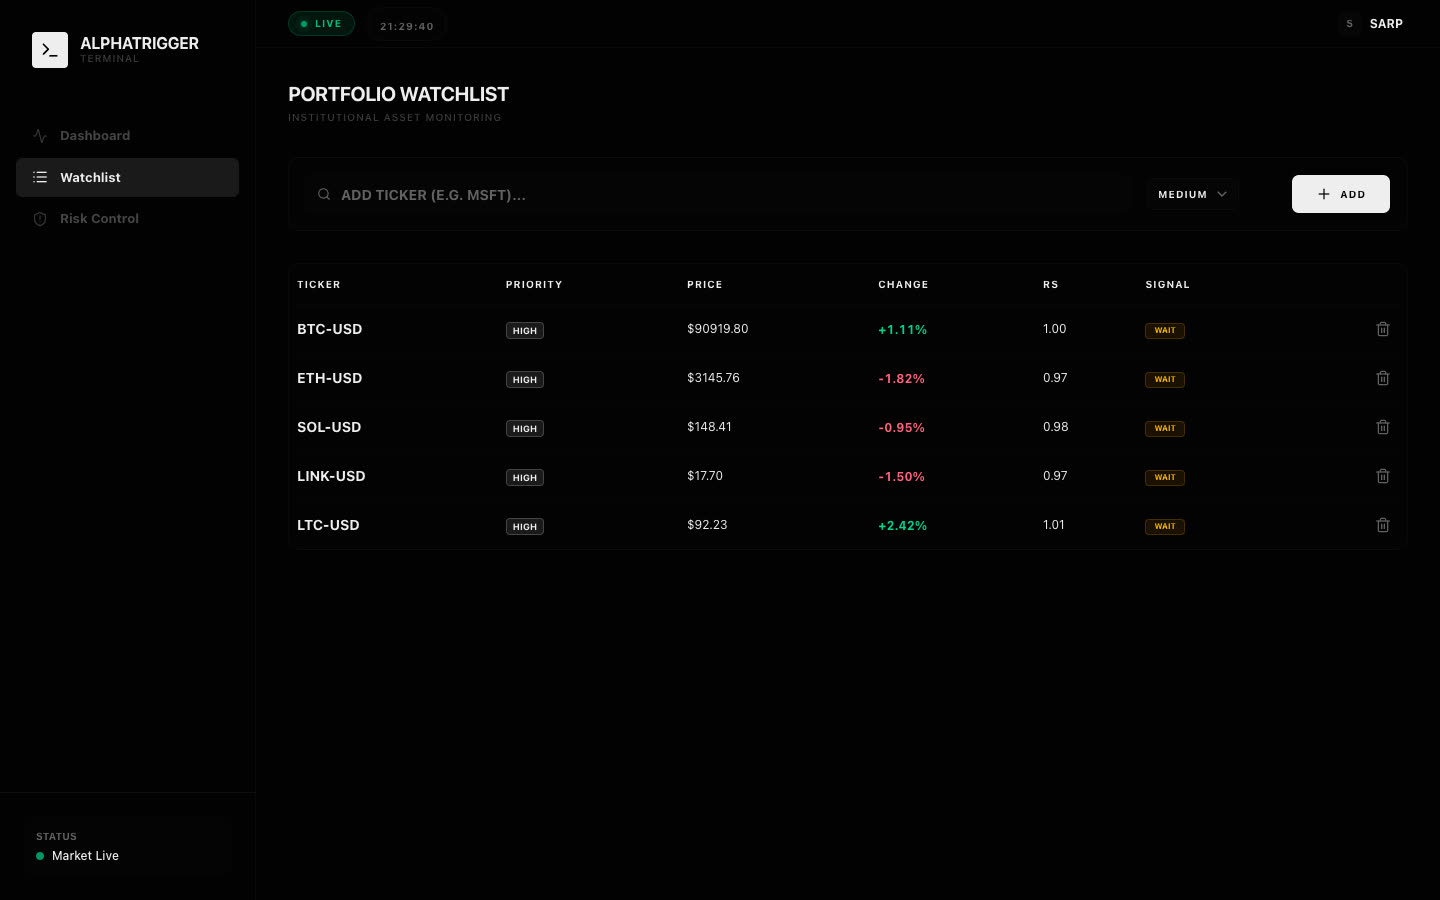 ALPHATRIGGER
TERMINAL
Dashboard
Watchlist
Risk Control
STATUS
Market Live
LIVE
21:29:40
S SARP
PORTFOLIO WATCHLIST
INSTITUTIONAL ASSET MONITORING
ADD TICKER (E.G. MSFT)... MEDIUM ADD
TICKER PRIORITY PRICE CHANGE RS SIGNAL
BTC-USD HIGH $90919.80 +1.11% 1.00 WAIT
ETH-USD HIGH $3145.76 -1.82% 0.97 WAIT
SOL-USD HIGH $148.41 -0.95% 0.98 WAIT
LINK-USD HIGH $17.70 -1.50% 0.97 WAIT
LTC-USD HIGH $92.23 +2.42% 1.01 WAIT